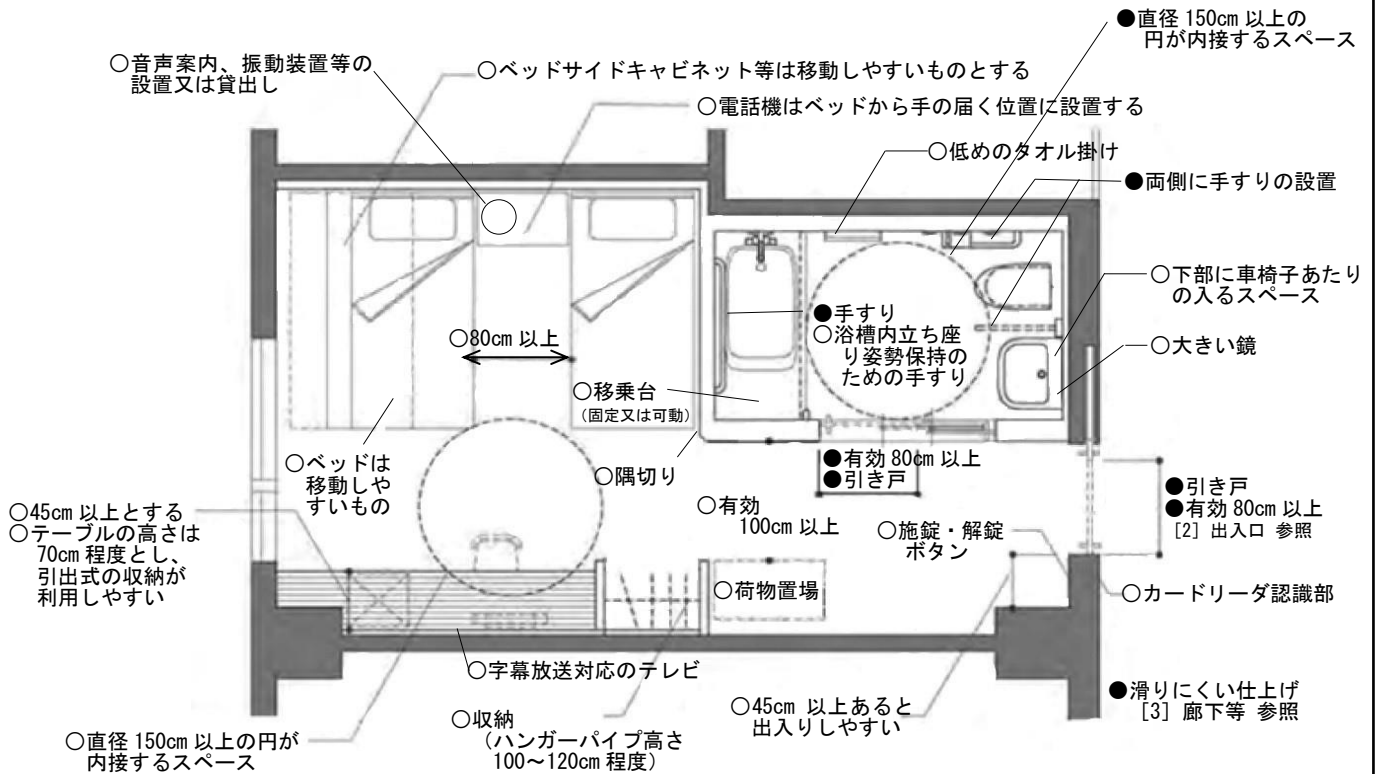 ●直径 150cm 以上の
円が内接するスペース
○音声案内、振動装置等の
設置又は貸出し
○ベッドサイドキャビネット等は移動しやすいものとする
○電話機はベッドから手の届く位置に設置する
○低めのタオル掛け
●両側に手すりの設置
○下部に車椅子あたり
の入るスペース
●手すり
○浴槽内立ち座
り姿勢保持の
ための手すり
○80cm 以上
○大きい鏡
○移乗台
(固定又は可動)
○ベッドは
移動しや
すいもの
○隅切り
●有効 80cm 以上
●引き戸
●引き戸
●有効 80cm 以上
[2] 出入口 参照
○45cm 以上とする
○テーブルの高さは
70cm 程度とし、
引出式の収納が
利用しやすい
○有効
100cm 以上
○施錠・解錠
ボタン
○荷物置場
○カードリーダ認識部
○字幕放送対応のテレビ
○収納
(ハンガーパイプ高さ
100～120cm 程度)
○45cm 以上あると
出入りしやすい
●滑りにくい仕上げ
[3] 廊下等 参照
○直径 150cm 以上の円が
内接するスペース